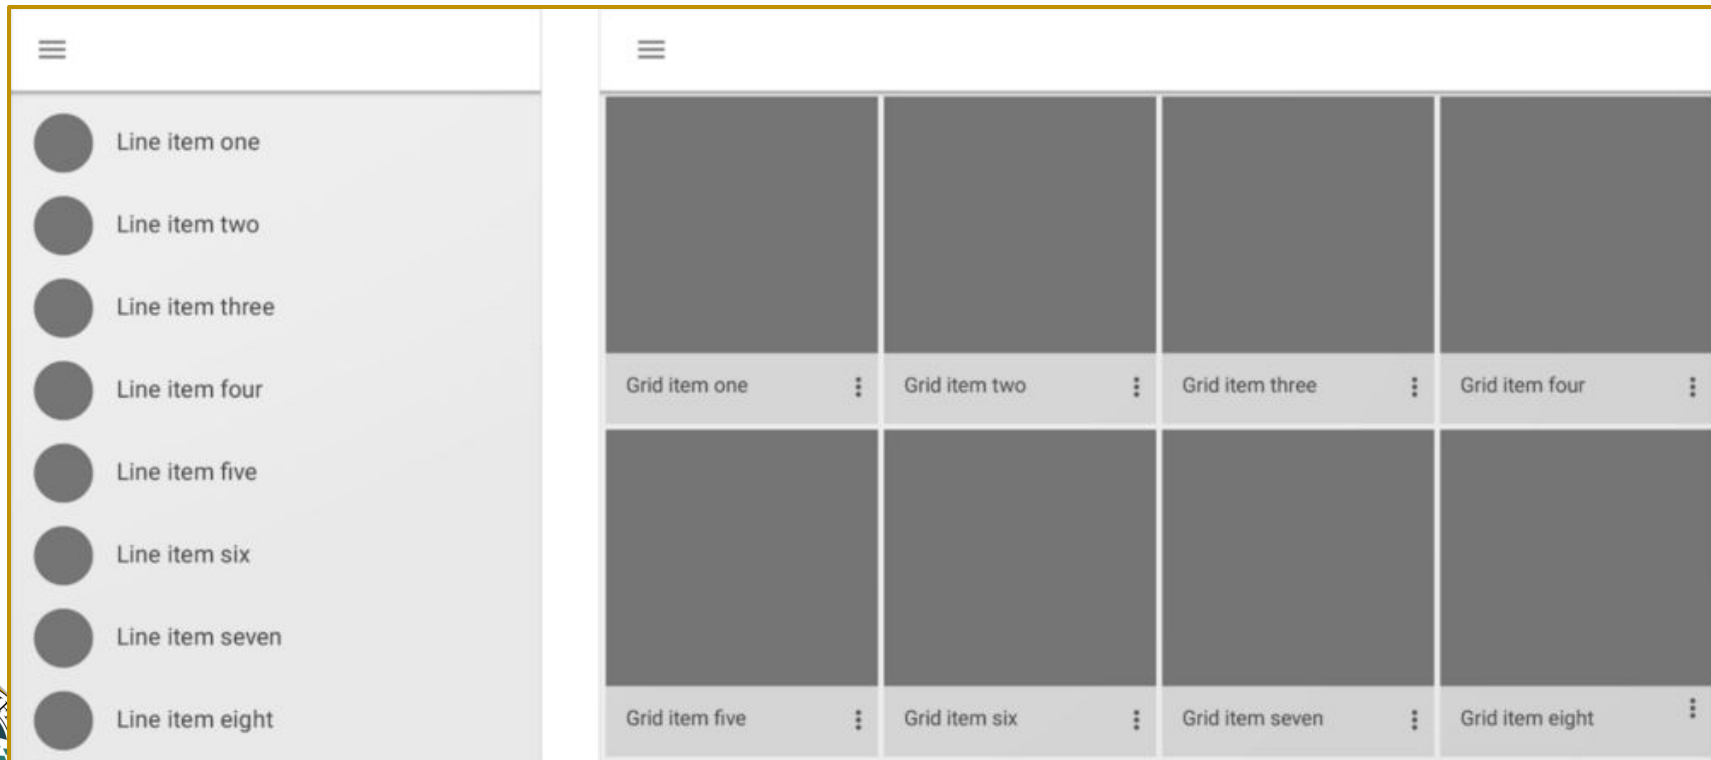 Line item one
Line item two
Line item three
Line item four
Line item five
Line item six
Line item seven
Line item eight
Grid item one
Grid item two
Grid item three
Grid item four
Grid item five
Grid item six
Grid item seven
Grid item eight